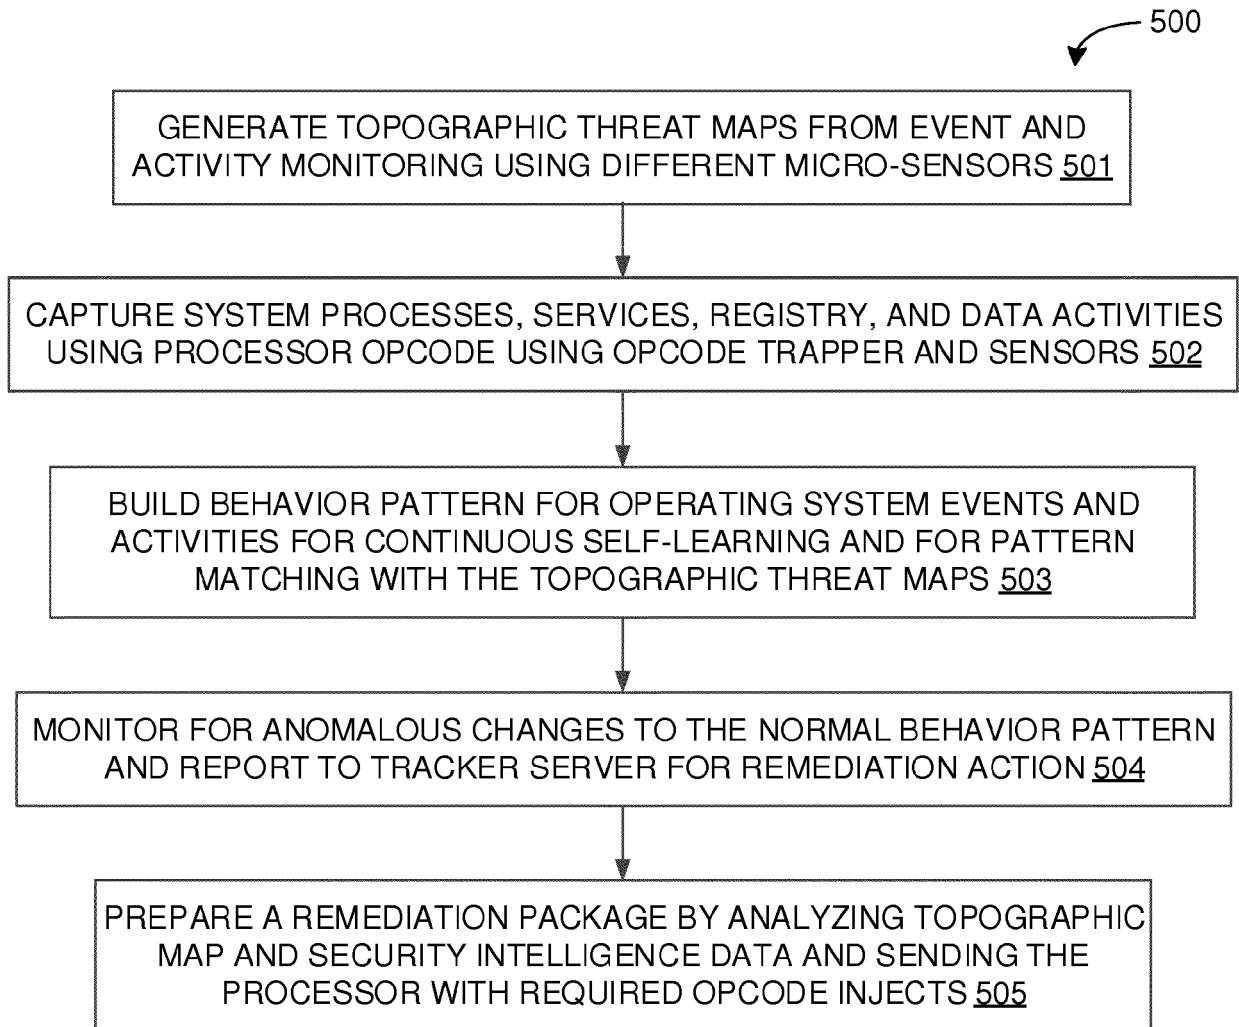 500
GENERATE TOPOGRAPHIC THREAT MAPS FROM EVENT AND
ACTIVITY MONITORING USING DIFFERENT MICRO-SENSORS 501
CAPTURE SYSTEM PROCESSES, SERVICES, REGISTRY, AND DATA ACTIVITIES
USING PROCESSOR OPCODE USING OPCODE TRAPPER AND SENSORS 502
BUILD BEHAVIOR PATTERN FOR OPERATING SYSTEM EVENTS AND
ACTIVITIES FOR CONTINUOUS SELF-LEARNING AND FOR PATTERN
MATCHING WITH THE TOPOGRAPHIC THREAT MAPS 503
MONITOR FOR ANOMALOUS CHANGES TO THE NORMAL BEHAVIOR PATTERN
AND REPORT TO TRACKER SERVER FOR REMEDIATION ACTION 504
PREPARE A REMEDIATION PACKAGE BY ANALYZING TOPOGRAPHIC
MAP AND SECURITY INTELLIGENCE DATA AND SENDING THE
PROCESSOR WITH REQUIRED OPCODE INJECTS 505